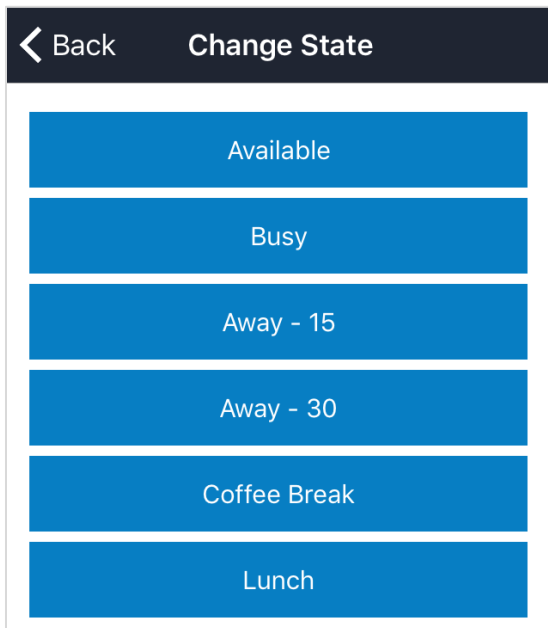 Back Change State
Available
Busy
Away - 15
Away - 30
Coffee Break
Lunch